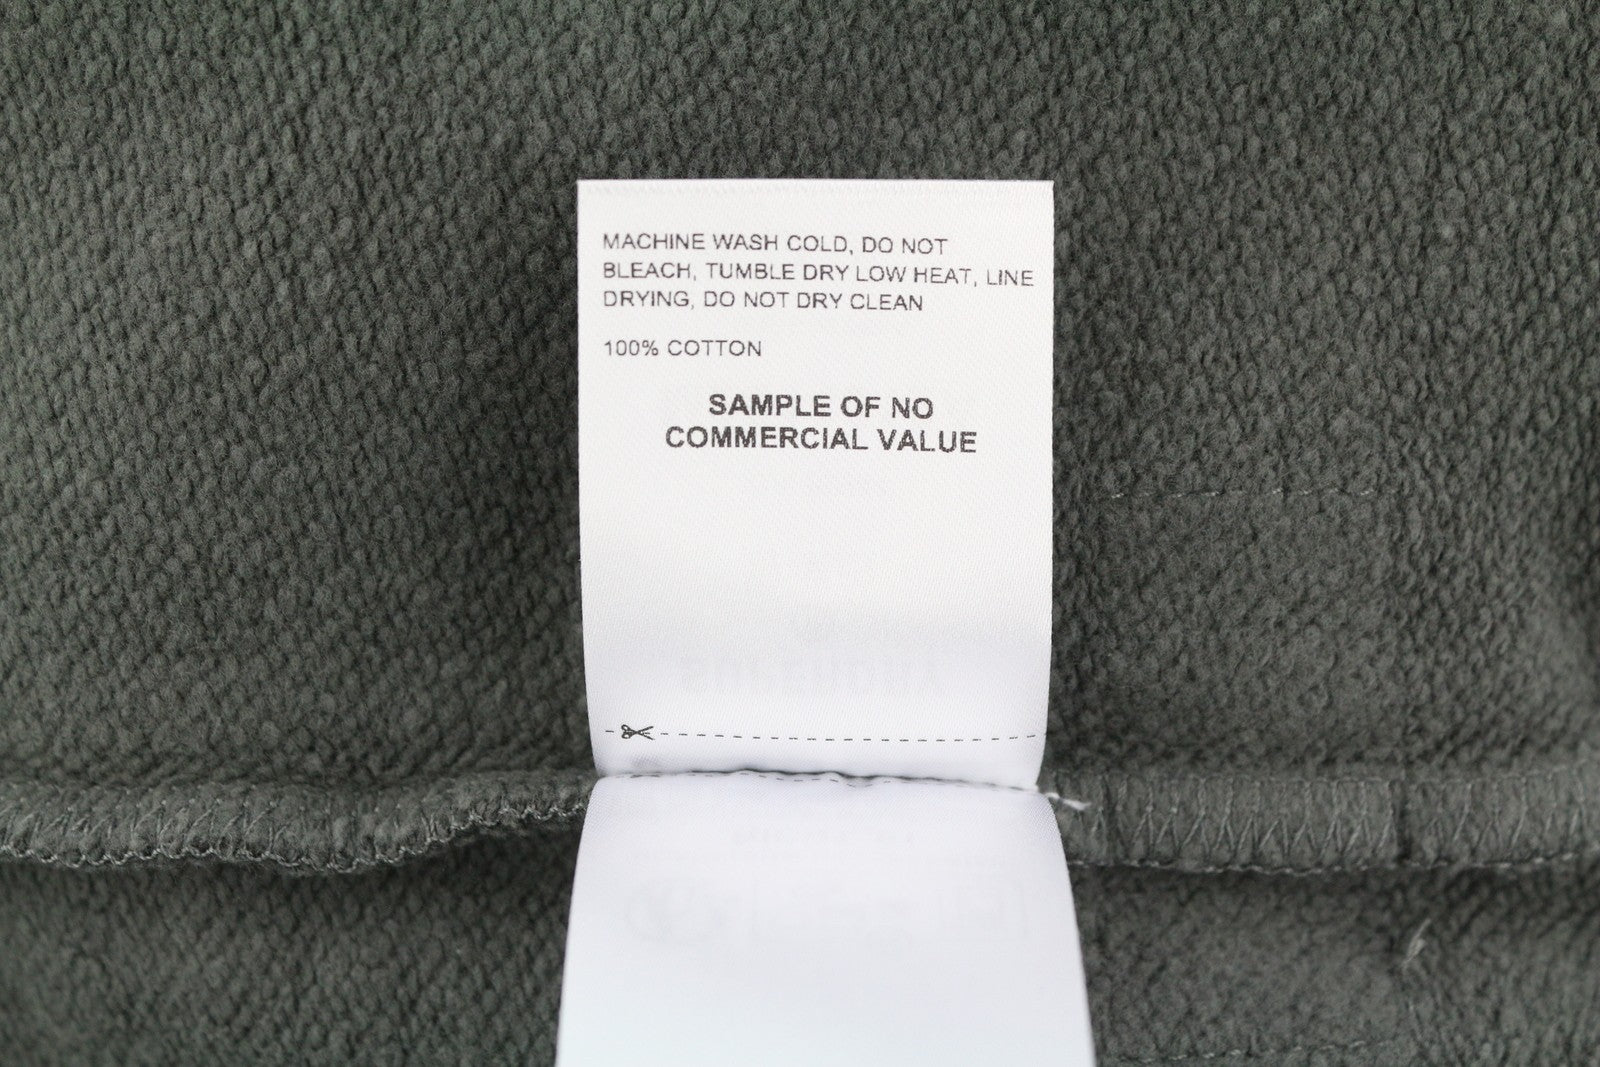 MACHINE WASH COLD, DO NOT
BLEACH, TUMBLE DRY LOW HEAT, LINE
DRYING, DO NOT DRY CLEAN
100% COTTON
SAMPLE OF NO
COMMERCIAL VALUE